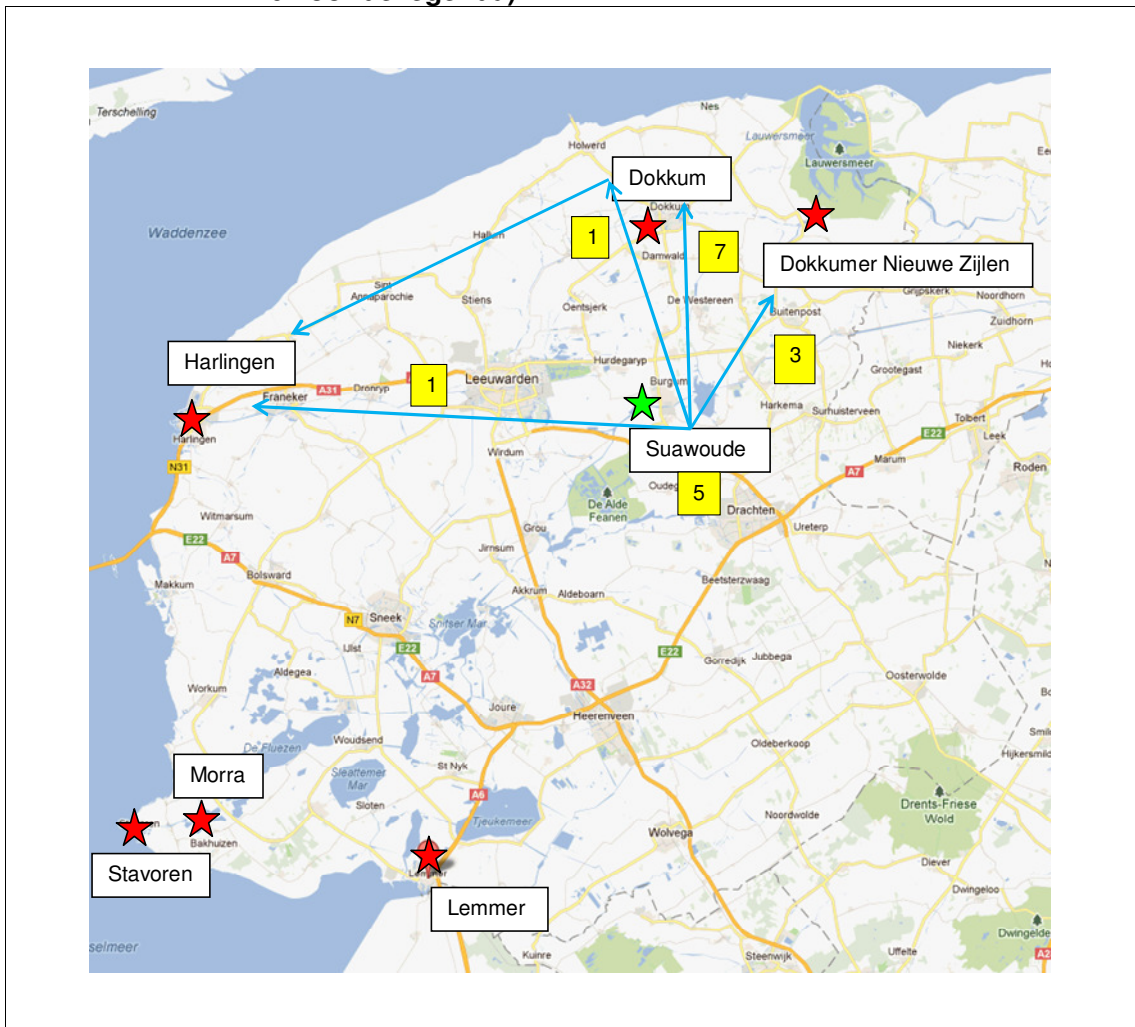 Terschelling
Nes
Lauwersmeer
Holwerd
Lauwersmeer
Dokkum
Dokkum
Waddenzee
Hallum
1
7
Damwald
Dokkumer Nieuwe Zijlen
Sint
Annaparochie
Stiens
Oentsjerk
De Westereen
Grijpskerk
Noordhorn
Buitenpost
Zuidhorn
Harlingen
Hurdegaryp
3
Niekerk
Grootegast
1
Leeuwarden
Burgum
A31
Dronryp
Franeker
Harkema
Surhuisterveen
Tolbert
Harlingen
E22
Leek
Wirdum
Suawoude
Marum
N31
A7
Roden
5
De Alde
Feanen
Drachten
Witmarsum
Grou
Ureterp
E22
Jirnsum
A7
Makkum
Bolsward
Beetsterzwaag
Akkrum
Aldeboarn
N7
Sneek
Snitser Mar
IJlst
E22
E22
Gorredijk
Jubbega
Aldegea
A7
Oosterwolde
Workum
A32
Joure
Heerenveen
De Fluezen
Woudsend
Oldeberkoop
Hijkersmild
Morra
Sleattemer
Mar
St Nyk
A6
Sloten
Drents-Friese
Wold
Tjeukemeer
Noordwolde
Wolvega
Bakhuizen
Stavoren
Diever
Lemmer
Dwingeloo
Kuinre
Steenwijk
Uffelte